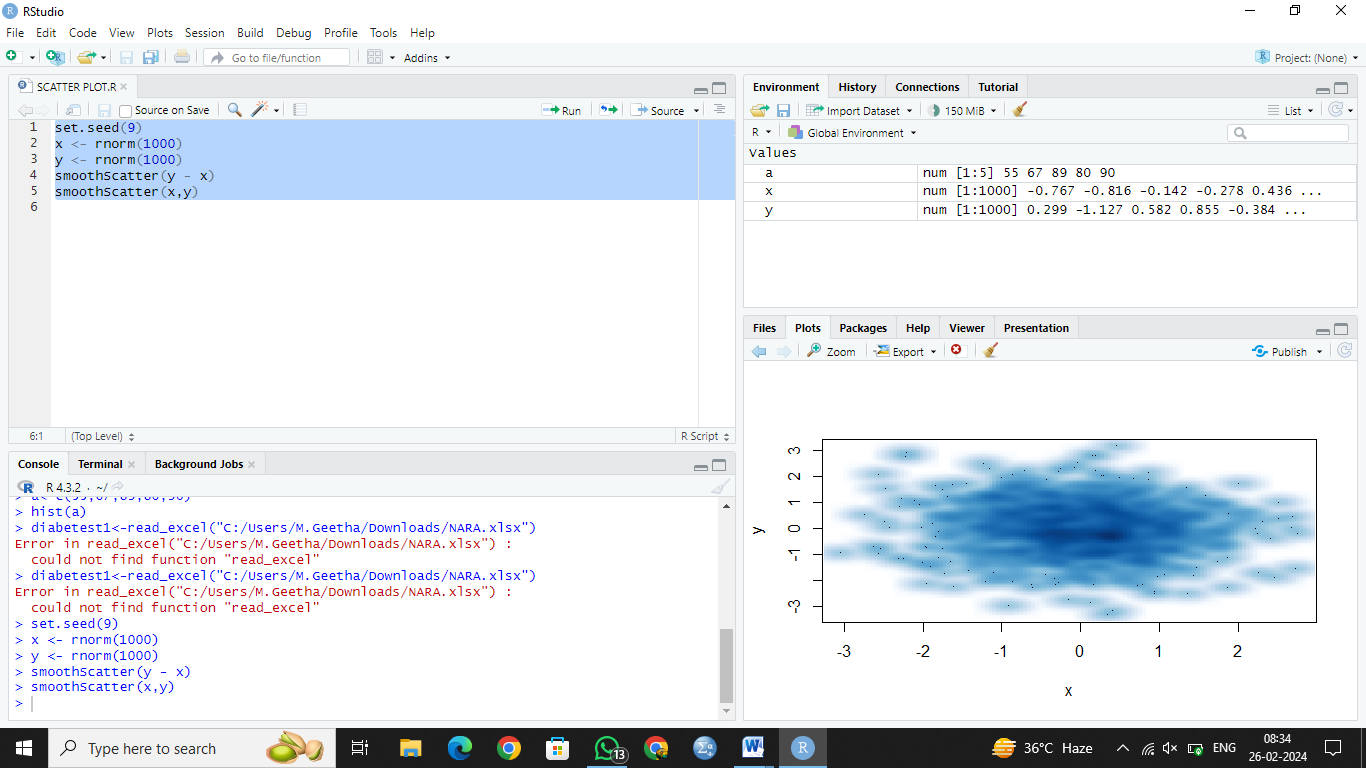 RStudio
File Edit Code View Plots Session Build Debug Profile Tools Help
Go to file/function Addins Project: (None)
SCATTER PLOT.R
Source on Save Run Source
1 set.seed(9)
2 x <- rnorm(1000)
3 y <- rnorm(1000)
4 smoothScatter(y - x)
5 smoothScatter(x,y)
6
6:1 (Top Level) R Script
Console Terminal Background Jobs
R 4.3.2 · ~/
> hist(a)
> diabetest1<-read_excel("C:/Users/M.Geetha/Downloads/NARA.xlsx")
Error in read_excel("C:/Users/M.Geetha/Downloads/NARA.xlsx") :
could not find function "read_excel"
> diabetest1<-read_excel("C:/Users/M.Geetha/Downloads/NARA.xlsx")
Error in read_excel("C:/Users/M.Geetha/Downloads/NARA.xlsx") :
could not find function "read_excel"
> set.seed(9)
> x <- rnorm(1000)
> y <- rnorm(1000)
> smoothScatter(y - x)
> smoothScatter(x,y)
>
Environment History Connections Tutorial
Import Dataset 150 MiB List
R Global Environment
Values
a num [1:5] 55 67 89 80 90
x num [1:1000] -0.767 -0.816 -0.142 -0.278 0.436 ...
y num [1:1000] 0.299 -1.127 0.582 0.855 -0.384 ...
Files Plots Packages Help Viewer Presentation
Zoom Export Publish
3
2
1
0
-1
-3
y
-3 -2 -1 0 1 2
x
Type here to search
13
36°C Haze
ENG
08:34
26-02-2024